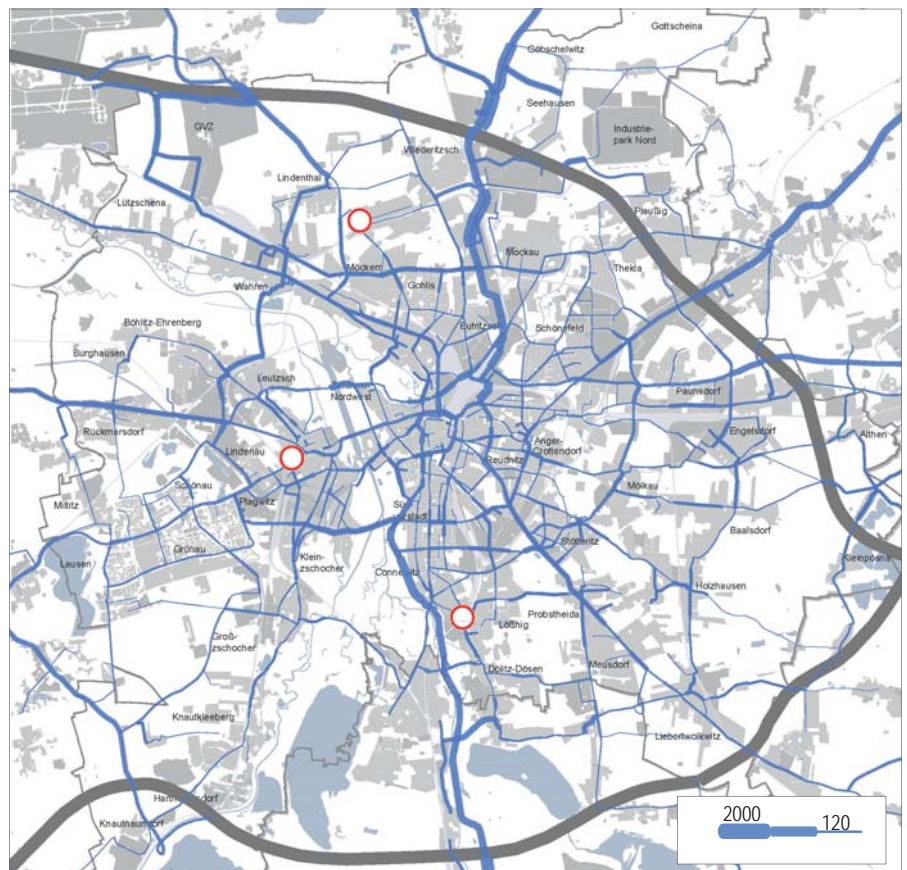 Gottscheina
Göbschelwitz
Seehausen
GVZ
Industrie-
park Nord
Wiederitzsch
Lindenthal
Lützschena
Plaußig
Mockau
Möckern
Thekla
Wahren
Gohlis
Böhlitz-Ehrenberg
Eutritzsch
Schönefeld
Burghausen
Leutzsch
Nordwest
Paunsdorf
Rückmarsdorf
Engelsdorf
Althen
Anger-
Crottendorf
Lindenau
Reudnitz
Schönau
Mölkau
Miltitz
Plagwitz
Baalsdorf
Grünau
Stötteritz
Lausen
Klein-
zschocher
Kleinpösna
Connewitz
Holzhausen
Probstheida
Lößnig
Groß-
zschocher
Dölitz-Dösen
Meusdorf
Knautkleeberg
Liebertwolkwitz
Knauthaundorf
2000
120